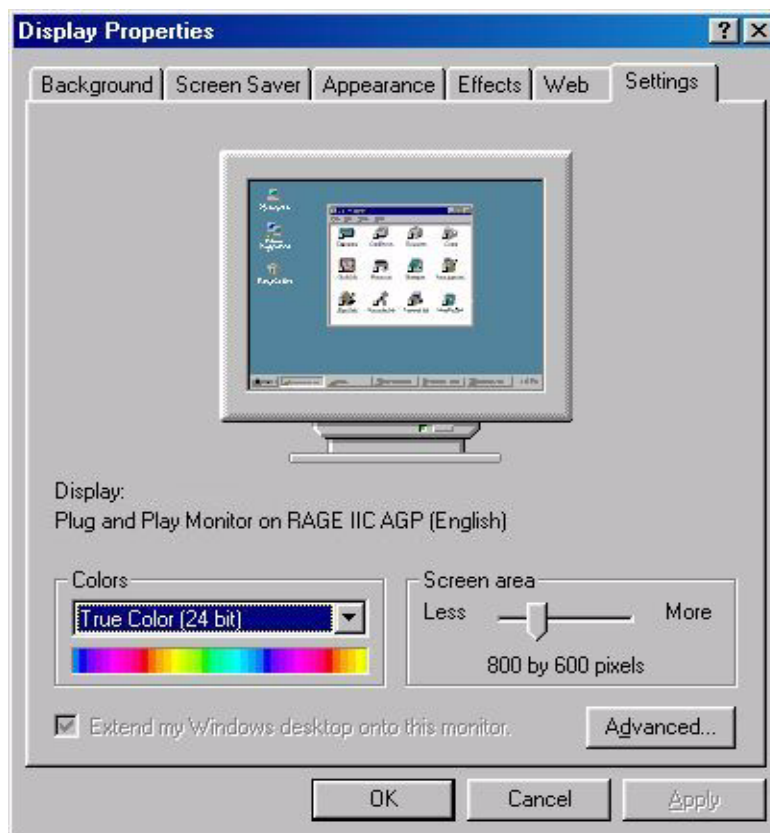 Display Properties
Background Screen Saver Appearance Effects Web Settings
Display:
Plug and Play Monitor on RAGE IIC AGP (English)
Colors
True Color (24 bit)
Screen area
Less More
800 by 600 pixels
Extend my Windows desktop onto this monitor.
Advanced...
OK Cancel Apply